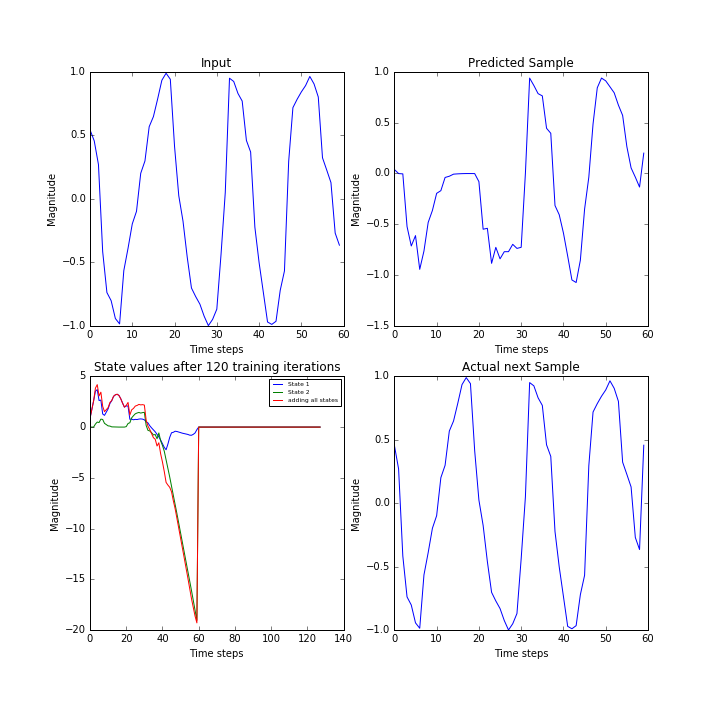 Input
1.0
0.5
0.0
−0.5
−1.0
Magnitude
0 10 20 30 40 50 60
Time steps
Predicted Sample
1.0
0.5
0.0
−0.5
−1.0
−1.5
Magnitude
0 10 20 30 40 50 60
Time steps
State values after 120 training iterations
5
0
−5
−10
−15
−20
Magnitude
State 1
State 2
adding all states
0 20 40 60 80 100 120 140
Time steps
Actual next Sample
1.0
0.5
0.0
−0.5
−1.0
Magnitude
0 10 20 30 40 50 60
Time steps